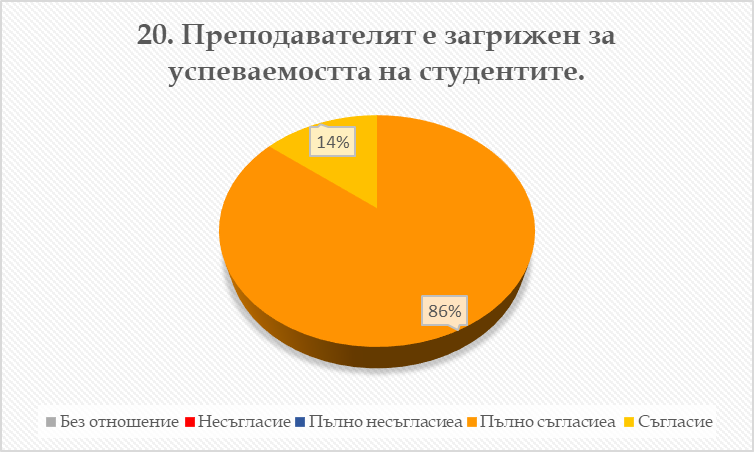 20. Преподавателят е загрижен за
успеваемостта на студентите.
14%
86%
Без отношение Несъгласие Пълно несъгласиеа Пълно съгласиеа Съгласие